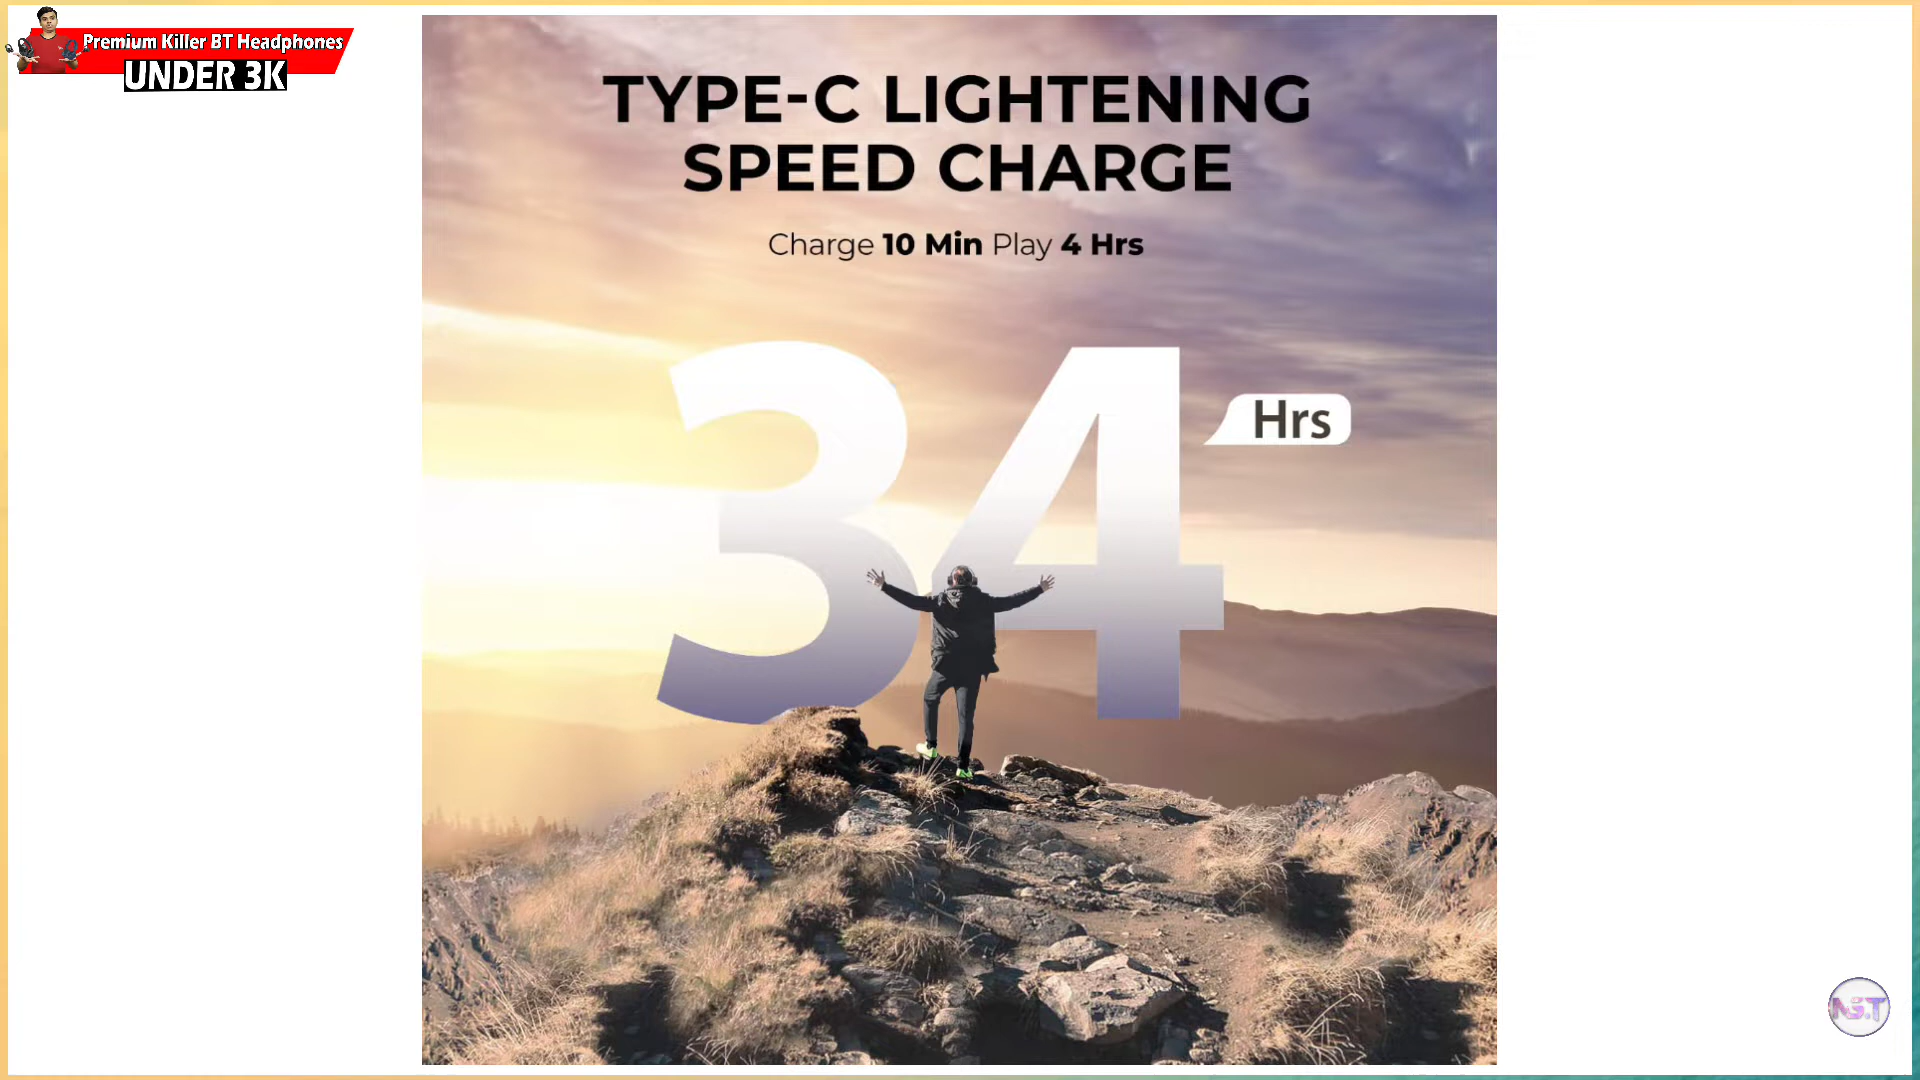 Premium Killer BT Headphones
UNDER 3K
TYPE-C LIGHTENING
SPEED CHARGE
Charge 10 Min Play 4 Hrs
34
Hrs